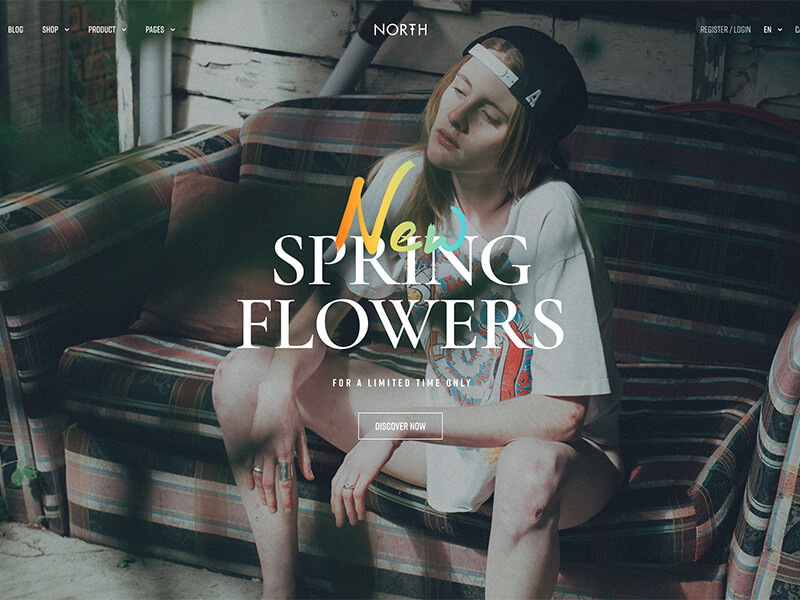 BLOG
SHOP
PRODUCT
PAGES
NORTH
REGISTER / LOGIN
EN
New
SPRING
FLOWERS
FOR A LIMITED TIME ONLY
DISCOVER NOW
A